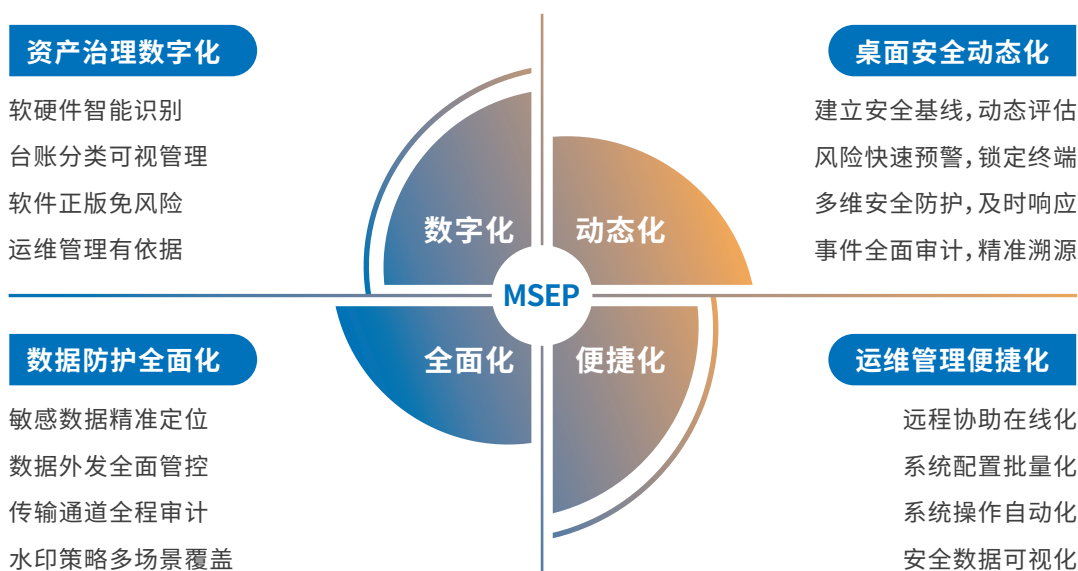 资产治理数字化
软硬件智能识别
台账分类可视管理
软件正版免风险
运维管理有依据
桌面安全动态化
建立安全基线,动态评估
风险快速预警,锁定终端
多维安全防护,及时响应
事件全面审计,精准溯源
数字化
动态化
MSEP
全面化
便捷化
数据防护全面化
敏感数据精准定位
数据外发全面管控
传输通道全程审计
水印策略多场景覆盖
运维管理便捷化
远程协助在线化
系统配置批量化
系统操作自动化
安全数据可视化